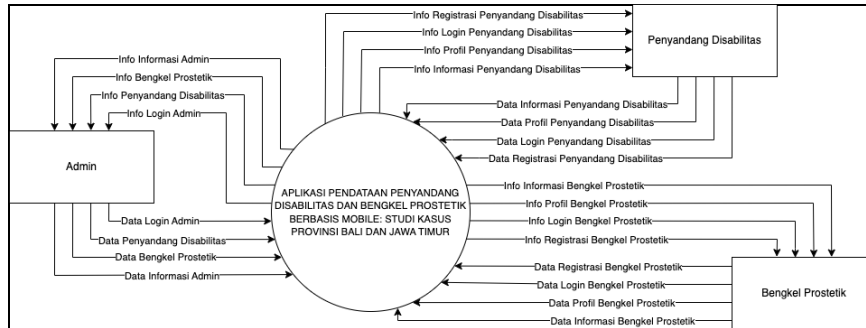 Info Registrasi Penyandang Disabilitas
Info Login Penyandang Disabilitas
Info Profil Penyandang Disabilitas
Info Informasi Penyandang Disabilitas
Penyandang Disabilitas
Info Informasi Admin
Info Bengkel Prostetik
Info Penyandang Disabilitas
Info Login Admin
Data Informasi Penyandang Disabilitas
Data Profil Penyandang Disabilitas
Data Login Penyandang Disabilitas
Data Registrasi Penyandang Disabilitas
Admin
APLIKASI PENDATAAN PENYANDANG
DISABILITAS DAN BENGKEL PROSTETIK
BERBASIS MOBILE: STUDI KASUS
PROVINSI BALI DAN JAWA TIMUR
Info Informasi Bengkel Prostetik
Info Profil Bengkel Prostetik
Info Login Bengkel Prostetik
Info Registrasi Bengkel Prostetik
Data Login Admin
Data Penyandang Disabilitas
Data Bengkel Prostetik
Data Informasi Admin
Data Registrasi Bengkel Prostetik
Data Login Bengkel Prostetik
Data Profil Bengkel Prostetik
Data Informasi Bengkel Prostetik
Bengkel Prostetik